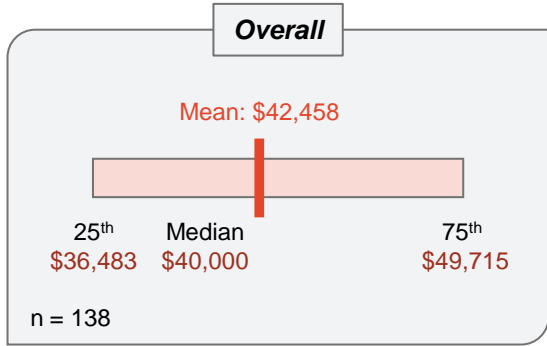 Overall
Mean: $42,458
25th Median 75th
$36,483 $40,000 $49,715
n = 138